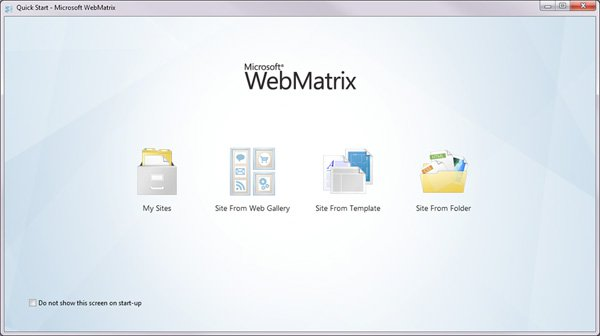 Quick Start - Microsoft WebMatrix
Microsoft®
WebMatrix
My Sites
Site From Web Gallery
Site From Template
Site From Folder
HTML
Do not show this screen on start-up